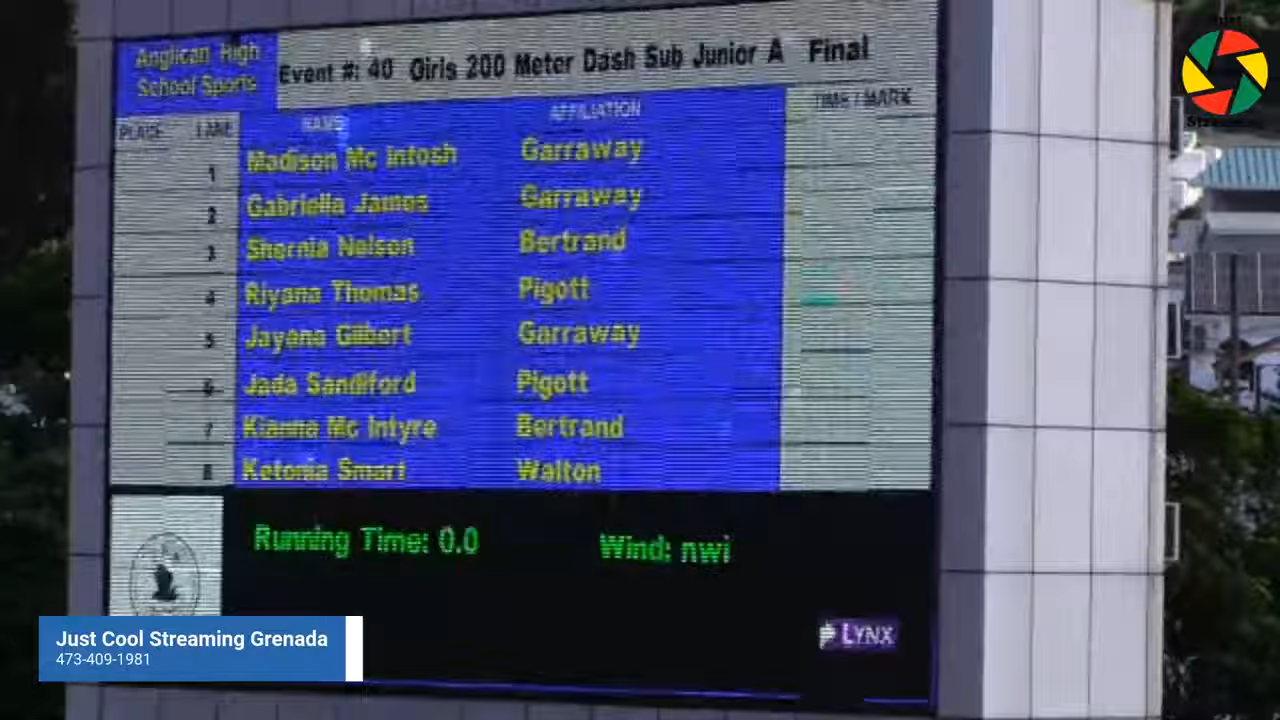 Anglican High
School Sports
Event #: 40 Girls 200 Meter Dash Sub Junior A Final
PLACE LANE NAME AFFILIATION TIME / MARK
1 Madison Mc Intosh Garraway
2 Gabriella James Garraway
3 Shernia Nelson Bertrand
4 Riyana Thomas Pigott
5 Jayana Gilbert Garraway
6 Jada Sandiford Pigott
7 Kianna Mc Intyre Bertrand
8 Ketonia Smart Walton
Running Time: 0.0 Wind: nwi
LYNX
Just Cool Streaming Grenada
473-409-1981